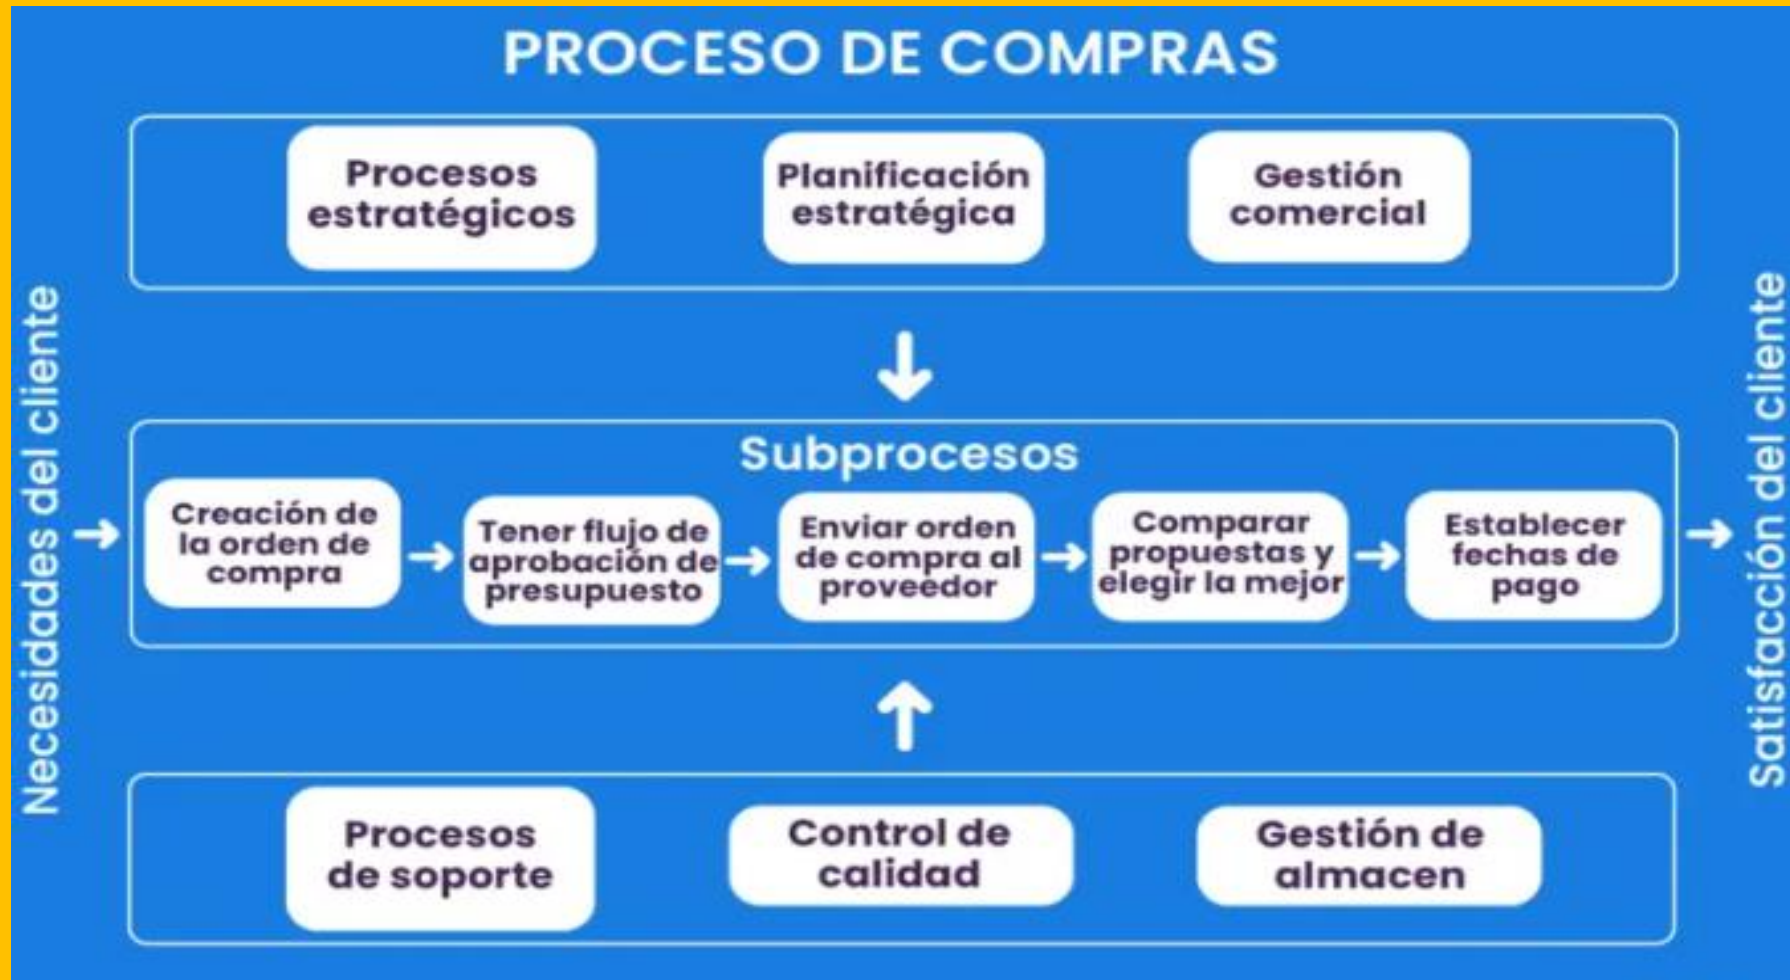 PROCESO DE COMPRAS
Procesos
estratégicos
Planificación
estratégica
Gestión
comercial
Necesidades del cliente
Subprocesos
Creación de
la orden de
compra
Tener flujo de
aprobación de
presupuesto
Enviar orden
de compra al
proveedor
Comparar
propuestas y
elegir la mejor
Establecer
fechas de
pago
Satisfacción del cliente
Procesos
de soporte
Control de
calidad
Gestión de
almacen